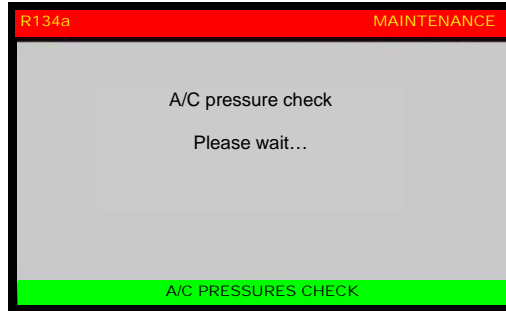 R134a MAINTENANCE
A/C pressure check
Please wait…
A/C PRESSURES CHECK